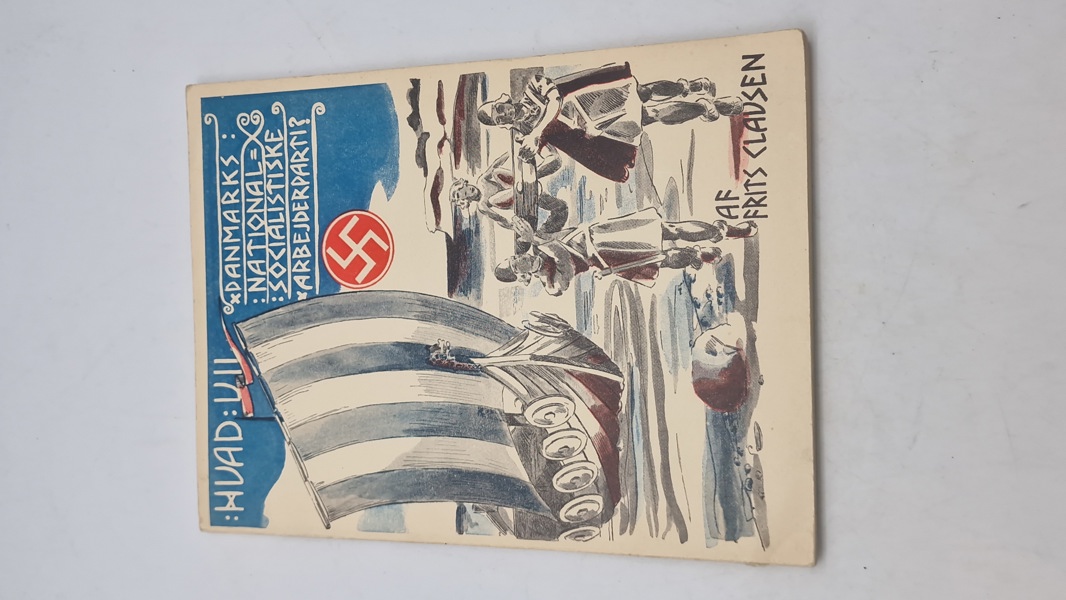 :HVAD:VIL
DANMARKS:
:NATIONAL=
:SOCIALISTISKE
ARBEJDERPARTI?
AF
FRITS CLAUSEN